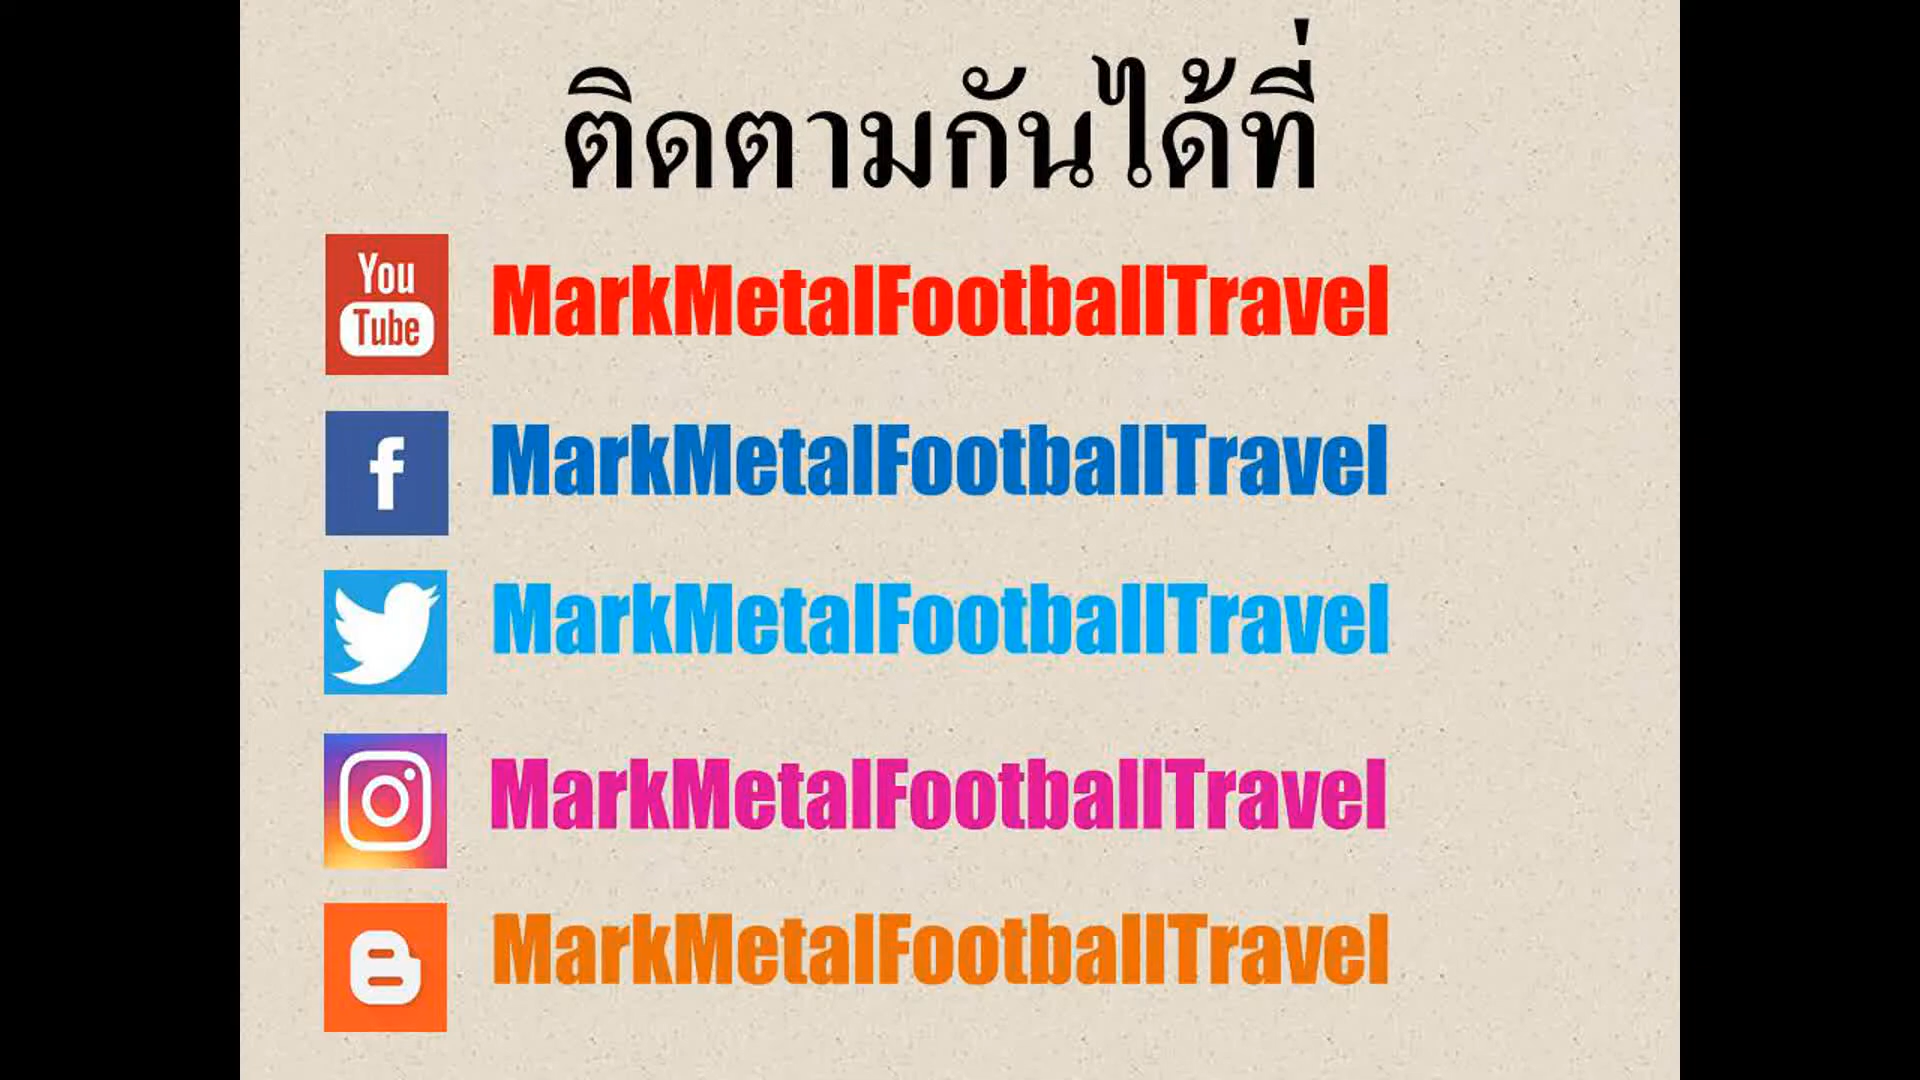 ติดตามกันได้ที่
You
Tube
MarkMetalFootballTravel
f
MarkMetalFootballTravel
MarkMetalFootballTravel
MarkMetalFootballTravel
B
MarkMetalFootballTravel